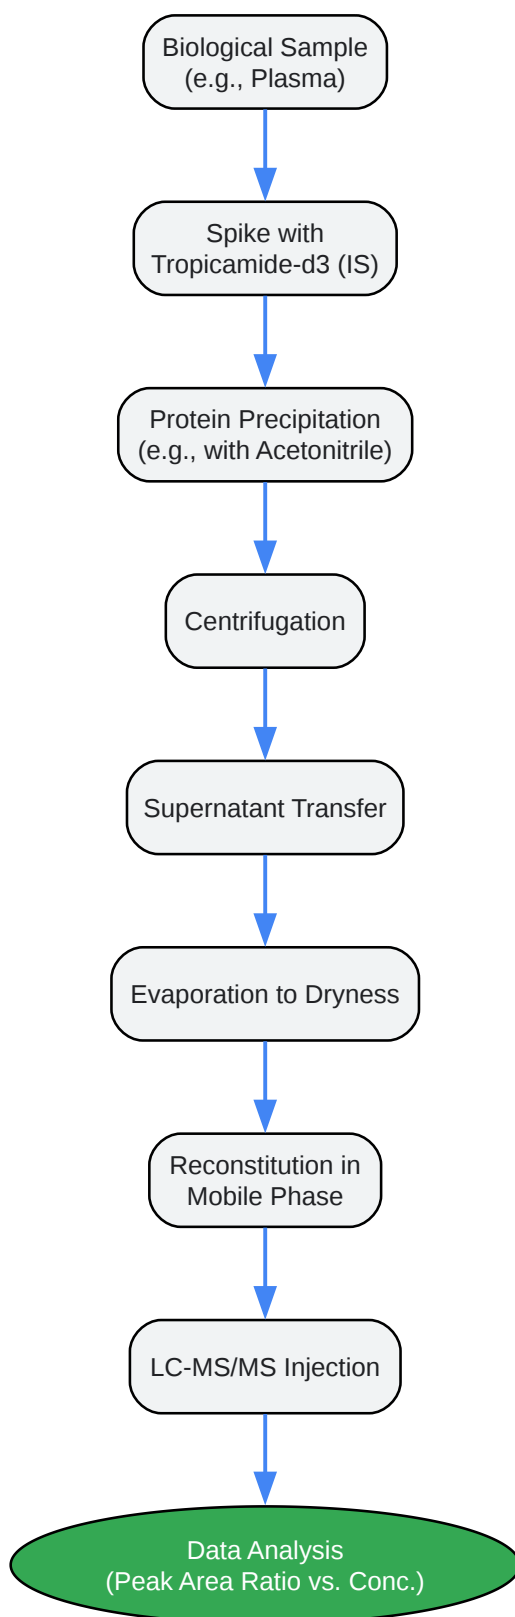 Biological Sample
(e.g., Plasma)
Spike with
Tropicamide-d3 (IS)
Protein Precipitation
(e.g., with Acetonitrile)
Centrifugation
Supernatant Transfer
Evaporation to Dryness
Reconstitution in
Mobile Phase
LC-MS/MS Injection
Data Analysis
(Peak Area Ratio vs. Conc.)